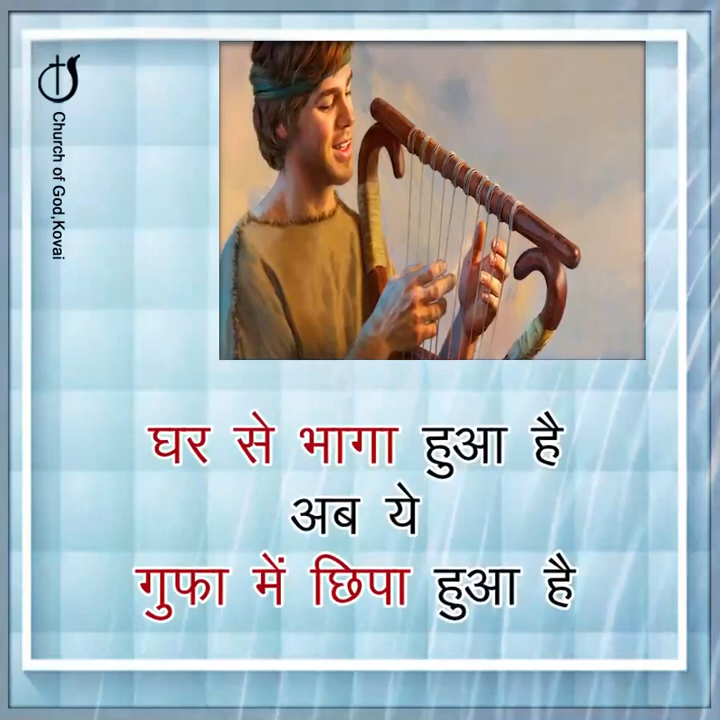 Church of God,Kovai
घर से भागा हुआ है
अब ये
गुफा में छिपा हुआ है